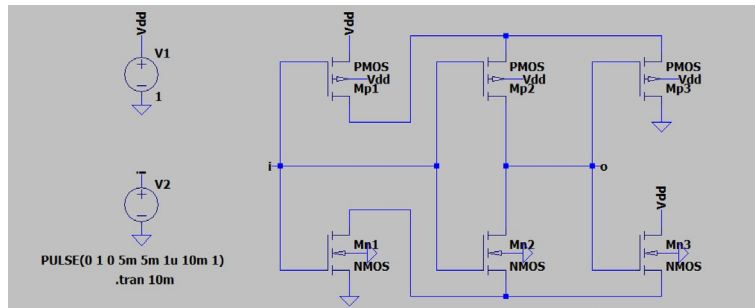 Vdd
V1
1
i
V2
PULSE(0 1 0 5m 5m 1u 10m 1)
.tran 10m
Vdd
PMOS
Vdd
Mp1
PMOS
Vdd
Mp2
PMOS
Vdd
Mp3
i
o
Mn1
NMOS
Mn2
NMOS
Vdd
Mn3
NMOS